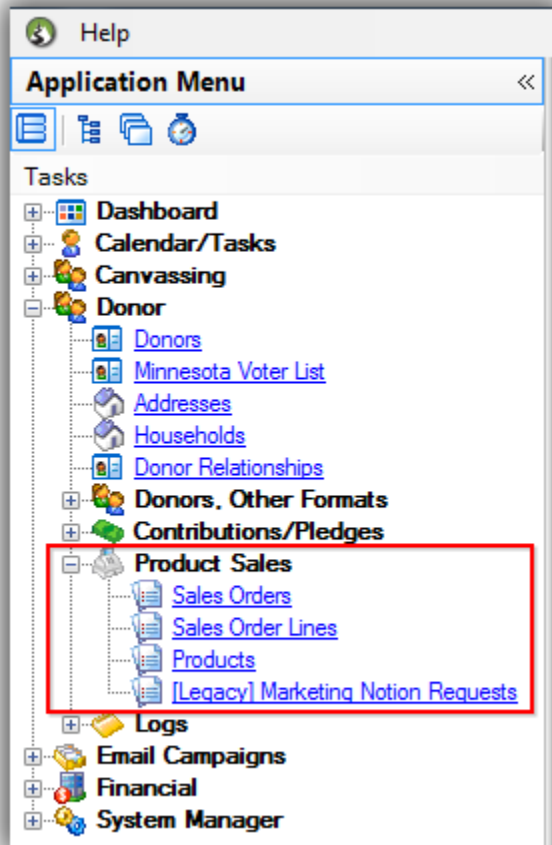 Help
Application Menu
Tasks
Dashboard
Calendar/Tasks
Canvassing
Donor
Donors
Minnesota Voter List
Addresses
Households
Donor Relationships
Donors, Other Formats
Contributions/Pledges
Product Sales
Sales Orders
Sales Order Lines
Products
[Legacy] Marketing Notion Requests
Logs
Email Campaigns
Financial
System Manager